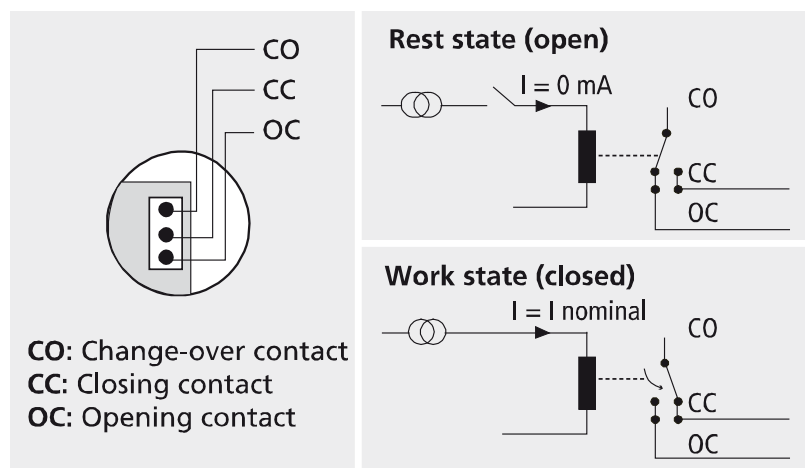 CO
CC
OC
CO: Change-over contact
CC: Closing contact
OC: Opening contact
Rest state (open)
I = 0 mA
CO
CC
OC
Work state (closed)
I = I nominal
CO
CC
OC